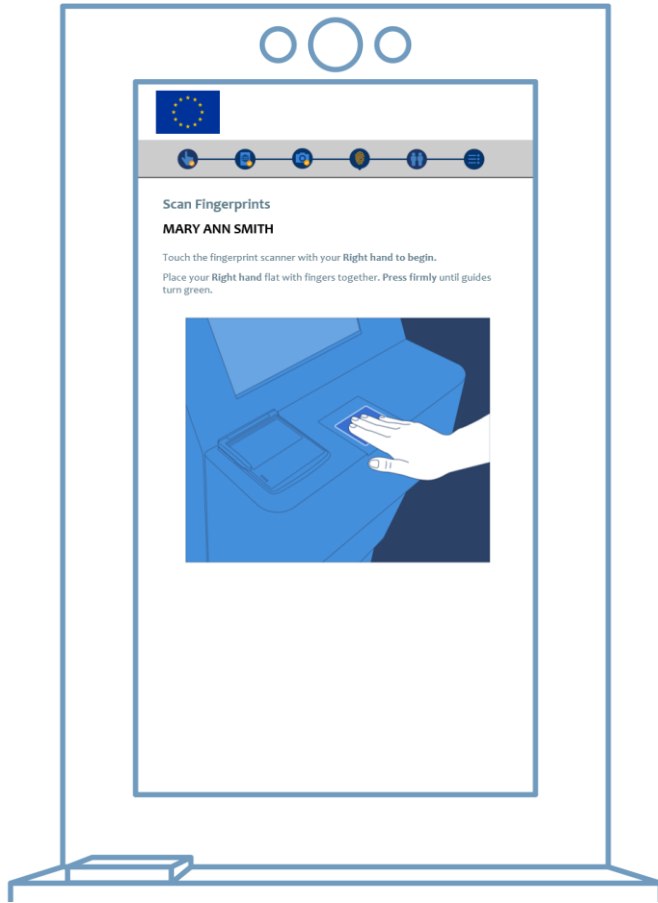 Scan Fingerprints
MARY ANN SMITH
Touch the fingerprint scanner with your Right hand to begin.
Place your Right hand flat with fingers together. Press firmly until guides
turn green.